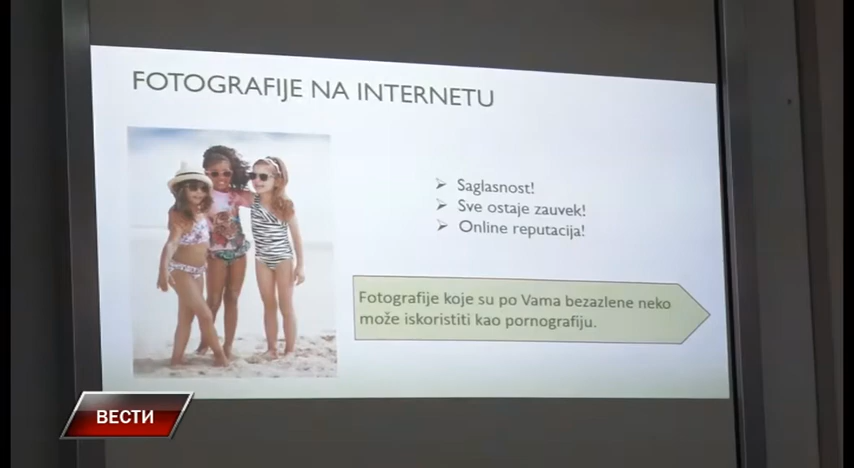 FOTOGRAFIJE NA INTERNETU
Saglasnost!
Sve ostaje zauvek!
Online reputacija!
Fotografije koje su po Vama bezazlene neko
može iskoristiti kao pornografiju.
ВЕСТИ